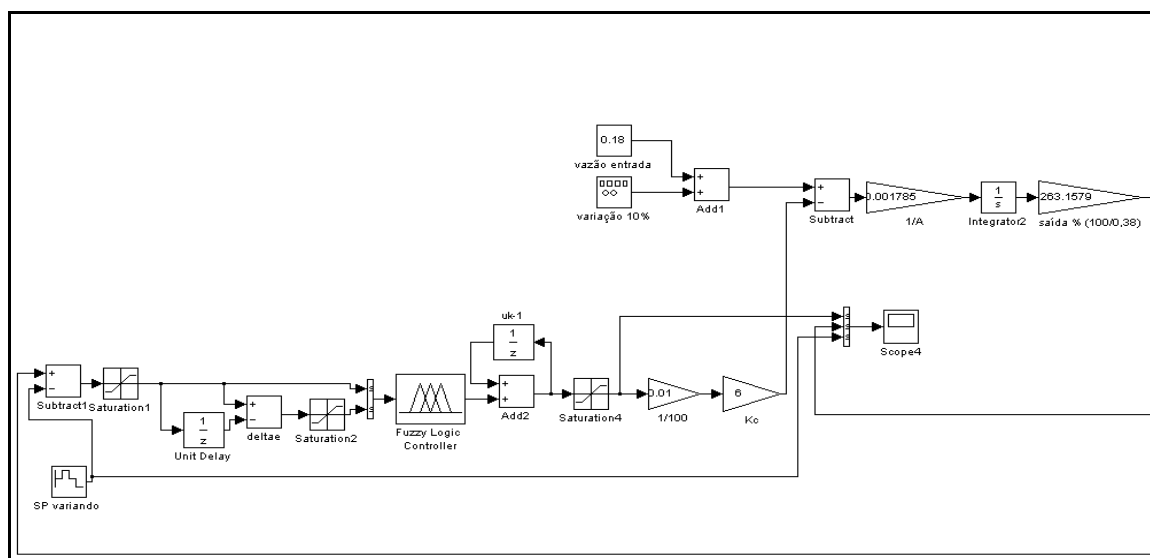 0.18
vazão entrada
variação 10%
+
+
Add1
+
−
Subtract
0.001785
1/A
1
s
Integrator2
263.1579
saída % (100/0,38)
uk-1
1
z
Scope4
+
−
Subtract1
Saturation1
1
z
Unit Delay
+
−
deltae
Saturation2
Fuzzy Logic
Controller
+
+
Add2
Saturation4
0.01
1/100
6
Kc
SP variando